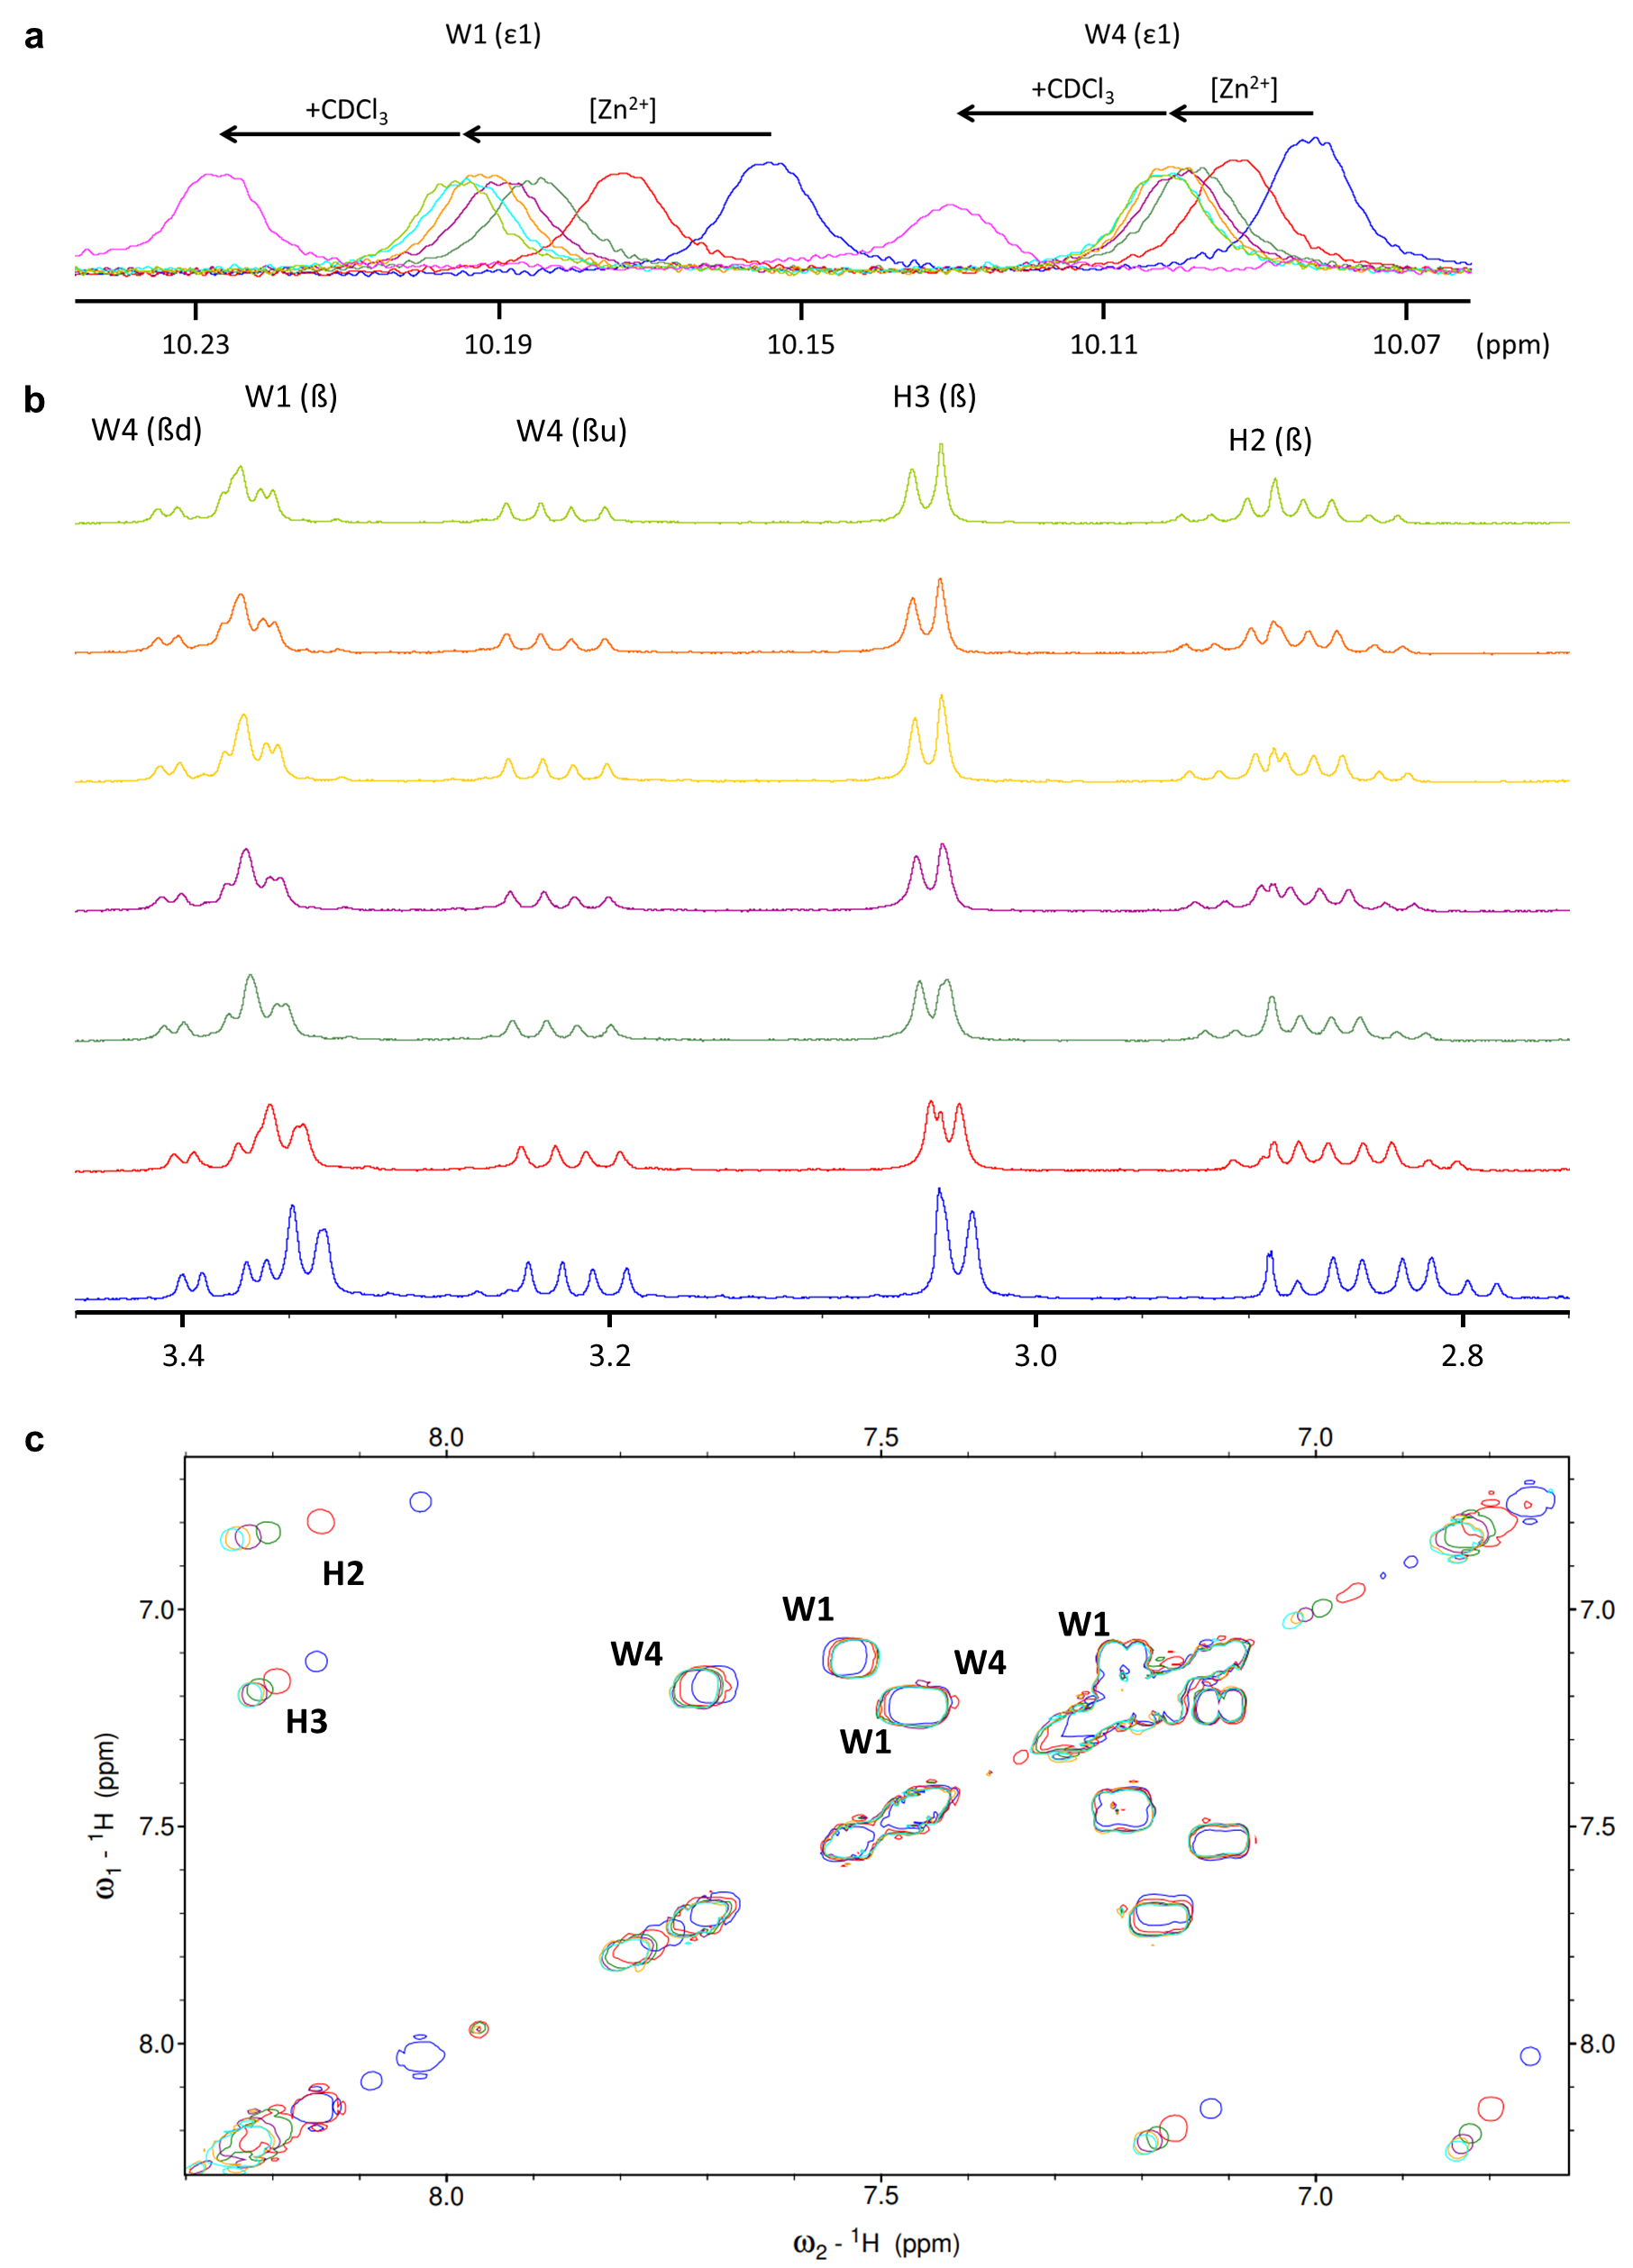 a
W1 (ε1)
W4 (ε1)
+CDCl₃
[Zn²⁺]
+CDCl₃
[Zn²⁺]
10.23
10.19
10.15
10.11
10.07
(ppm)
b
W4 (ßd)
W1 (ß)
W4 (ßu)
H3 (ß)
H2 (ß)
3.4
3.2
3.0
2.8
c
8.0
7.5
7.0
H2
H3
W4
W1
W1
W4
W1
7.0
7.5
8.0
7.0
7.5
8.0
ω₁ - ¹H (ppm)
8.0
7.5
7.0
ω₂ - ¹H (ppm)